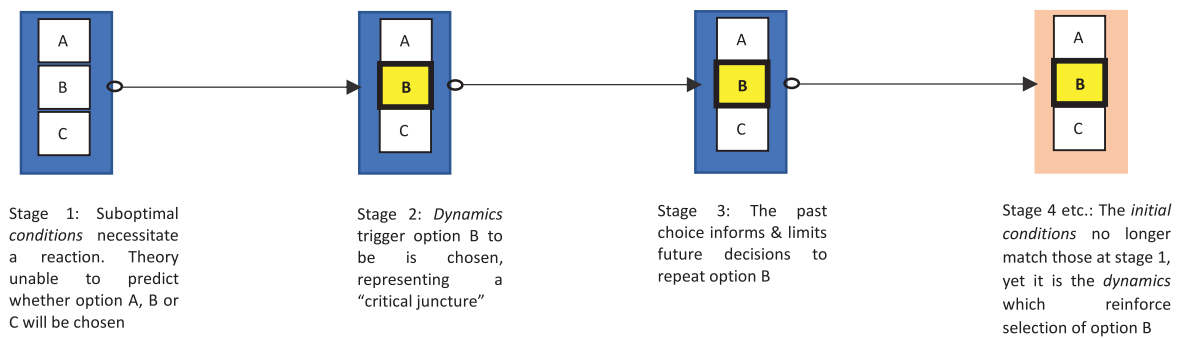 A
B
C
A
B
C
A
B
C
A
B
C
Stage 1: Suboptimal
conditions necessitate
a reaction. Theory
unable to predict
whether option A, B or
C will be chosen
Stage 2: Dynamics
trigger option B to
be is chosen,
representing a
“critical juncture”
Stage 3: The past
choice informs & limits
future decisions to
repeat option B
Stage 4 etc.: The initial
conditions no longer
match those at stage 1,
yet it is the dynamics
which reinforce
selection of option B